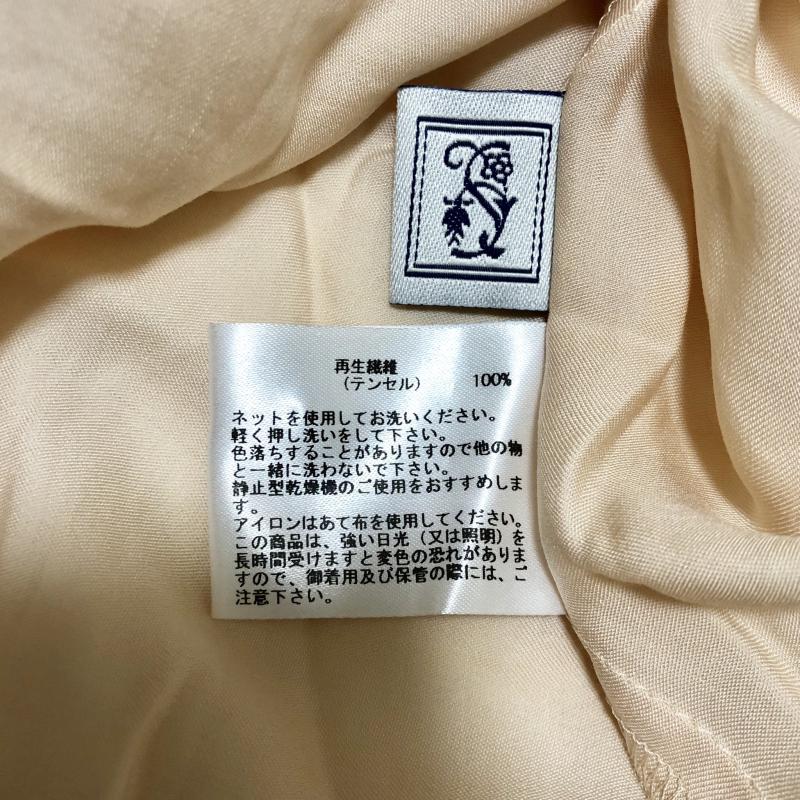 再生繊維
（テンセル） 100%
ネットを使用してお洗いください。
軽く押し洗いをして下さい。
色落ちすることがありますので他の物
と一緒に洗わないで下さい。
静止型乾燥機のご使用をおすすめしま
す。
アイロンはあて布を使用してください。
この商品は、強い日光（又は照明）を
長時間受けますと変色の恐れがありま
すので、御着用及び保管の際には、ご
注意下さい。